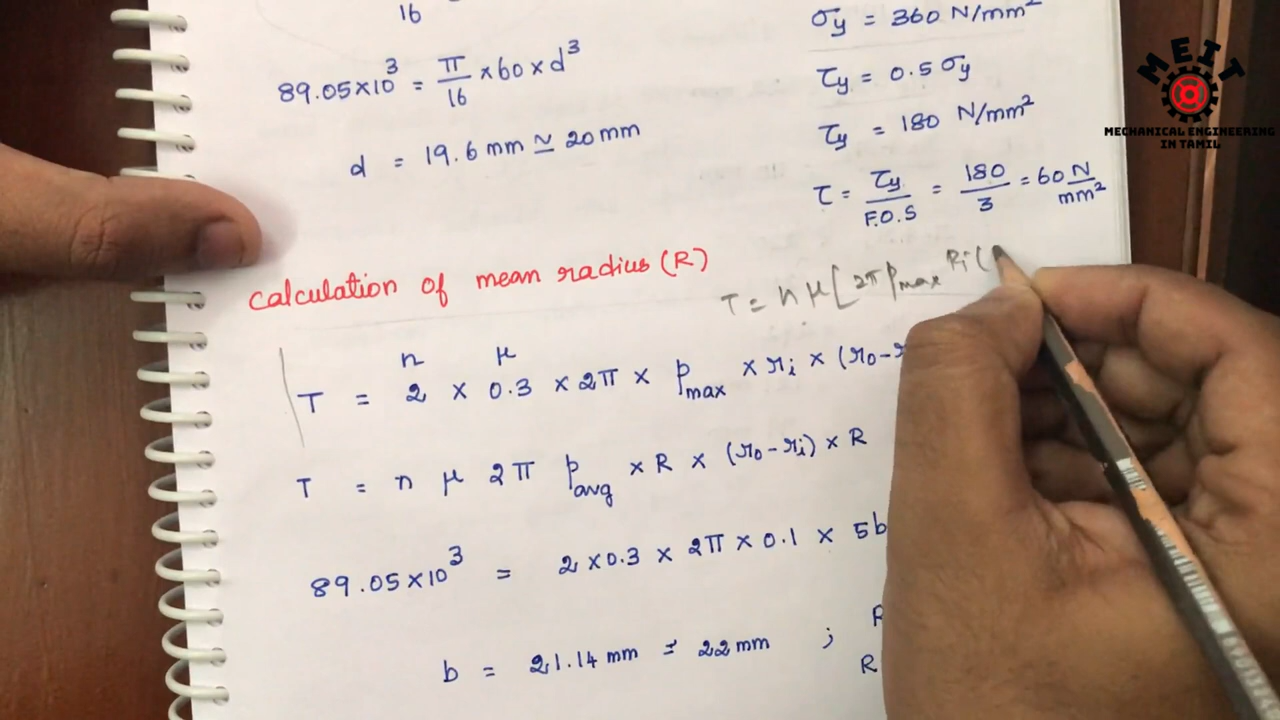 16
89.05×10³ = π/16 ×60×d³
d = 19.6 mm ≃ 20 mm
σy = 360 N/mm²
τy = 0.5 σy
τy = 180 N/mm²
τ = τy/F.O.S = 180/3 = 60 N/mm²
MEIT
MECHANICAL ENGINEERING
IN TAMIL
Calculation of mean radius (R)
T = n μ [ 2π Pmax Ri (
n μ
T = 2 × 0.3 × 2π × pmax × ri × (r0-r
T = n μ 2π pavg × R × (r0-ri) × R
89.05×10³ = 2 ×0.3 × 2π × 0.1 × 5b
b = 21.14 mm = 22 mm ; R
R